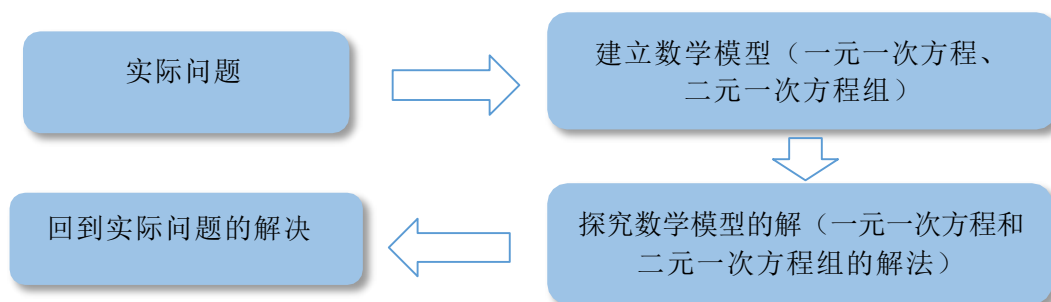 实际问题
建立数学模型（一元一次方程、
二元一次方程组）
探究数学模型的解（一元一次方程和
二元一次方程组的解法）
回到实际问题的解决